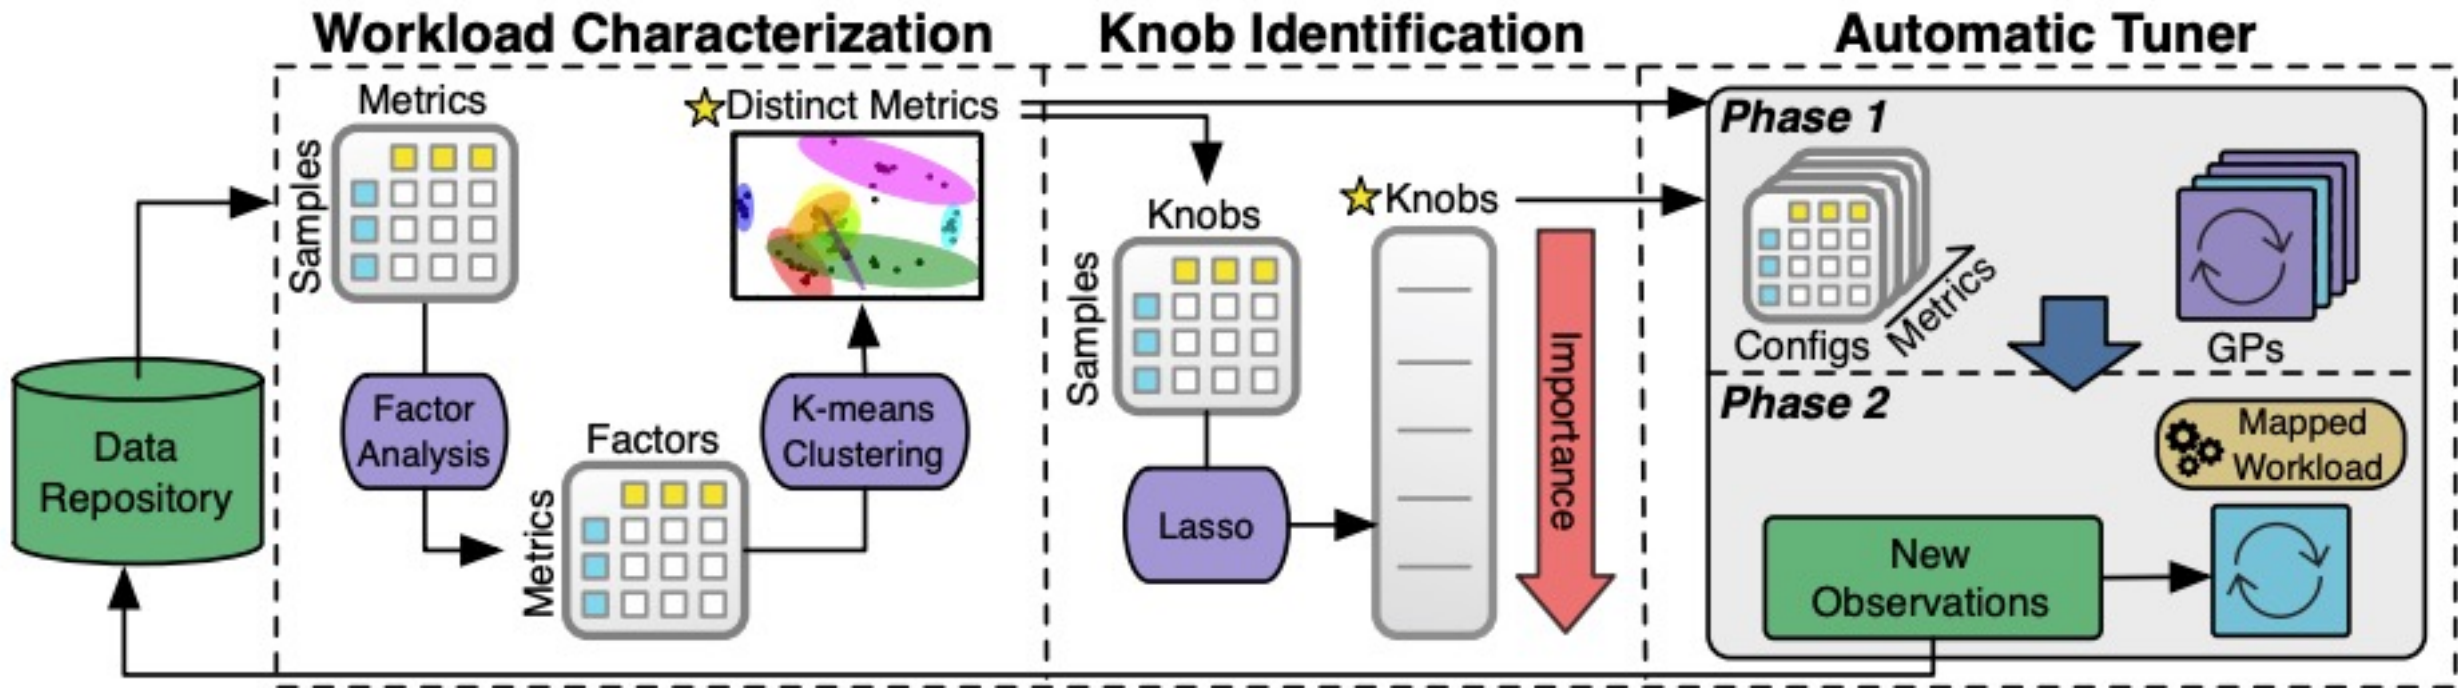 Workload Characterization
Knob Identification
Automatic Tuner
Data
Repository
Metrics
Samples
Factor
Analysis
Factors
Metrics
K-means
Clustering
Distinct Metrics
Knobs
Samples
Lasso
Knobs
Importance
Phase 1
Configs
Metrics
GPs
Phase 2
Mapped
Workload
New
Observations